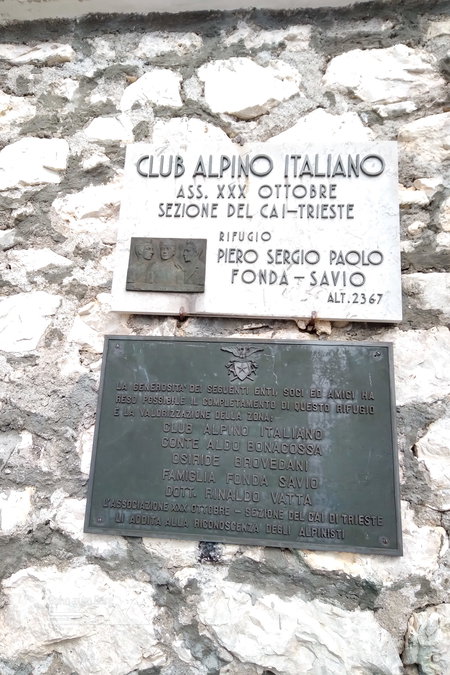 CLUB ALPINO ITALIANO
ASS. XXX OTTOBRE
SEZIONE DEL CAI-TRIESTE
RIFUGIO
PIERO SERGIO PAOLO
FONDA-SAVIO
ALT. 2367
LA GENEROSITA' DEI SEGUENTI ENTI, SOCI ED AMICI HA
RESO POSSIBILE IL COMPLETAMENTO DI QUESTO RIFUGIO
E LA VALORIZZAZIONE DELLA ZONA:
CLUB ALPINO ITALIANO
CONTE ALDO BONACOSSA
OSIRIDE BROVEDANI
FAMIGLIA FONDA SAVIO
DOTT. RINALDO VATTA
L'ASSOCIAZIONE XXX OTTOBRE - SEZIONE DEL CAI DI TRIESTE
LI ADDITA ALLA RICONOSCENZA DEGLI ALPINISTI